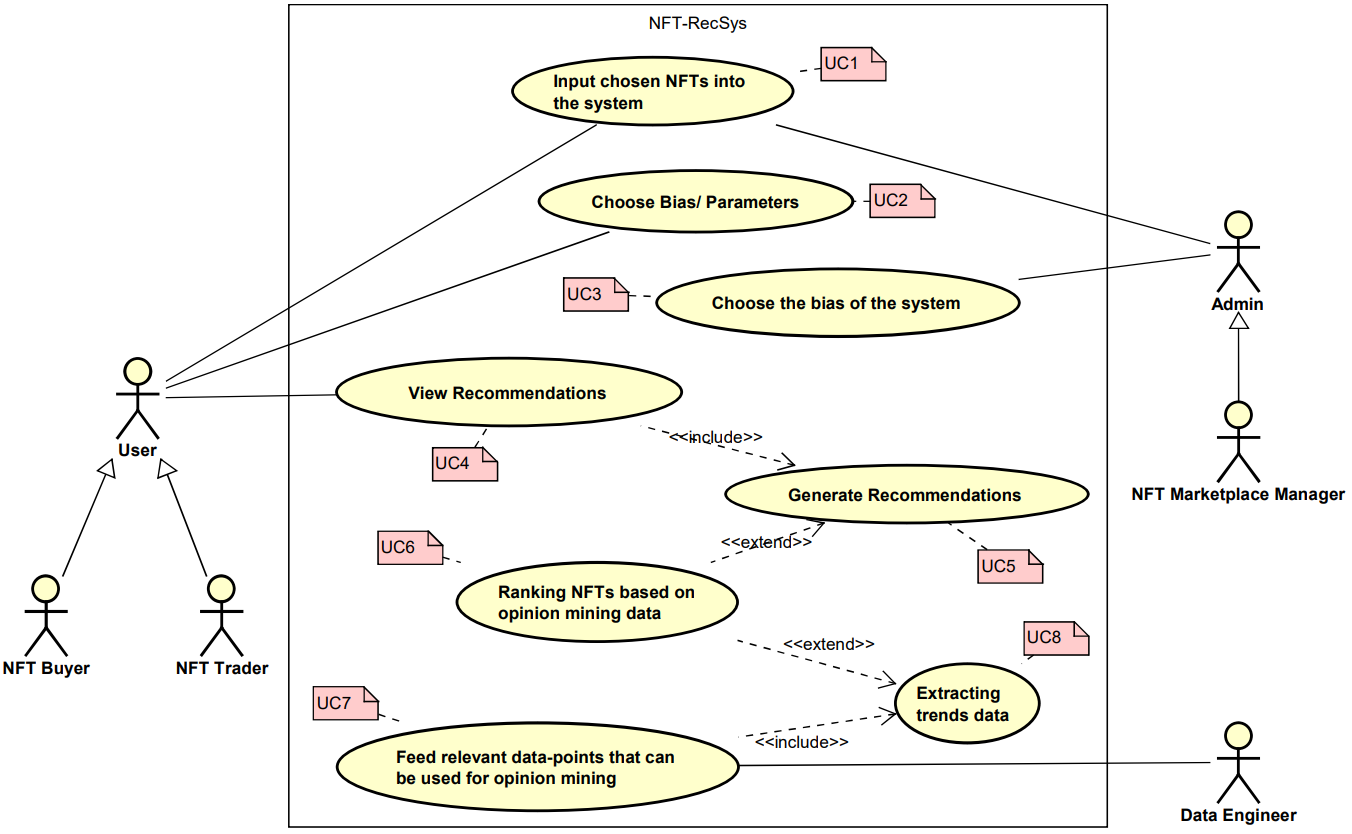 NFT-RecSys
UC1
Input chosen NFTs into
the system
Choose Bias/ Parameters
UC2
UC3
Choose the bias of the system
Admin
View Recommendations
User
<<include>>
UC4
Generate Recommendations
NFT Marketplace Manager
<<extend>>
UC6
UC5
Ranking NFTs based on
opinion mining data
<<extend>>
UC8
NFT Buyer
NFT Trader
Extracting
trends data
UC7
<<include>>
Feed relevant data-points that can
be used for opinion mining
Data Engineer